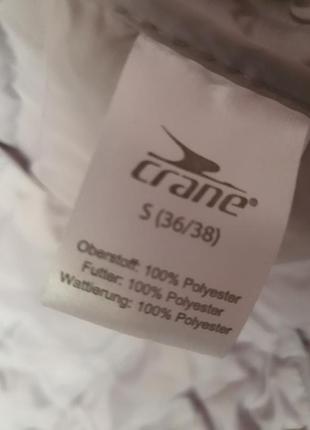 crane®
S (36/38)
Oberstoff: 100% Polyester
Futter: 100% Polyester
Wattierung: 100% Polyester